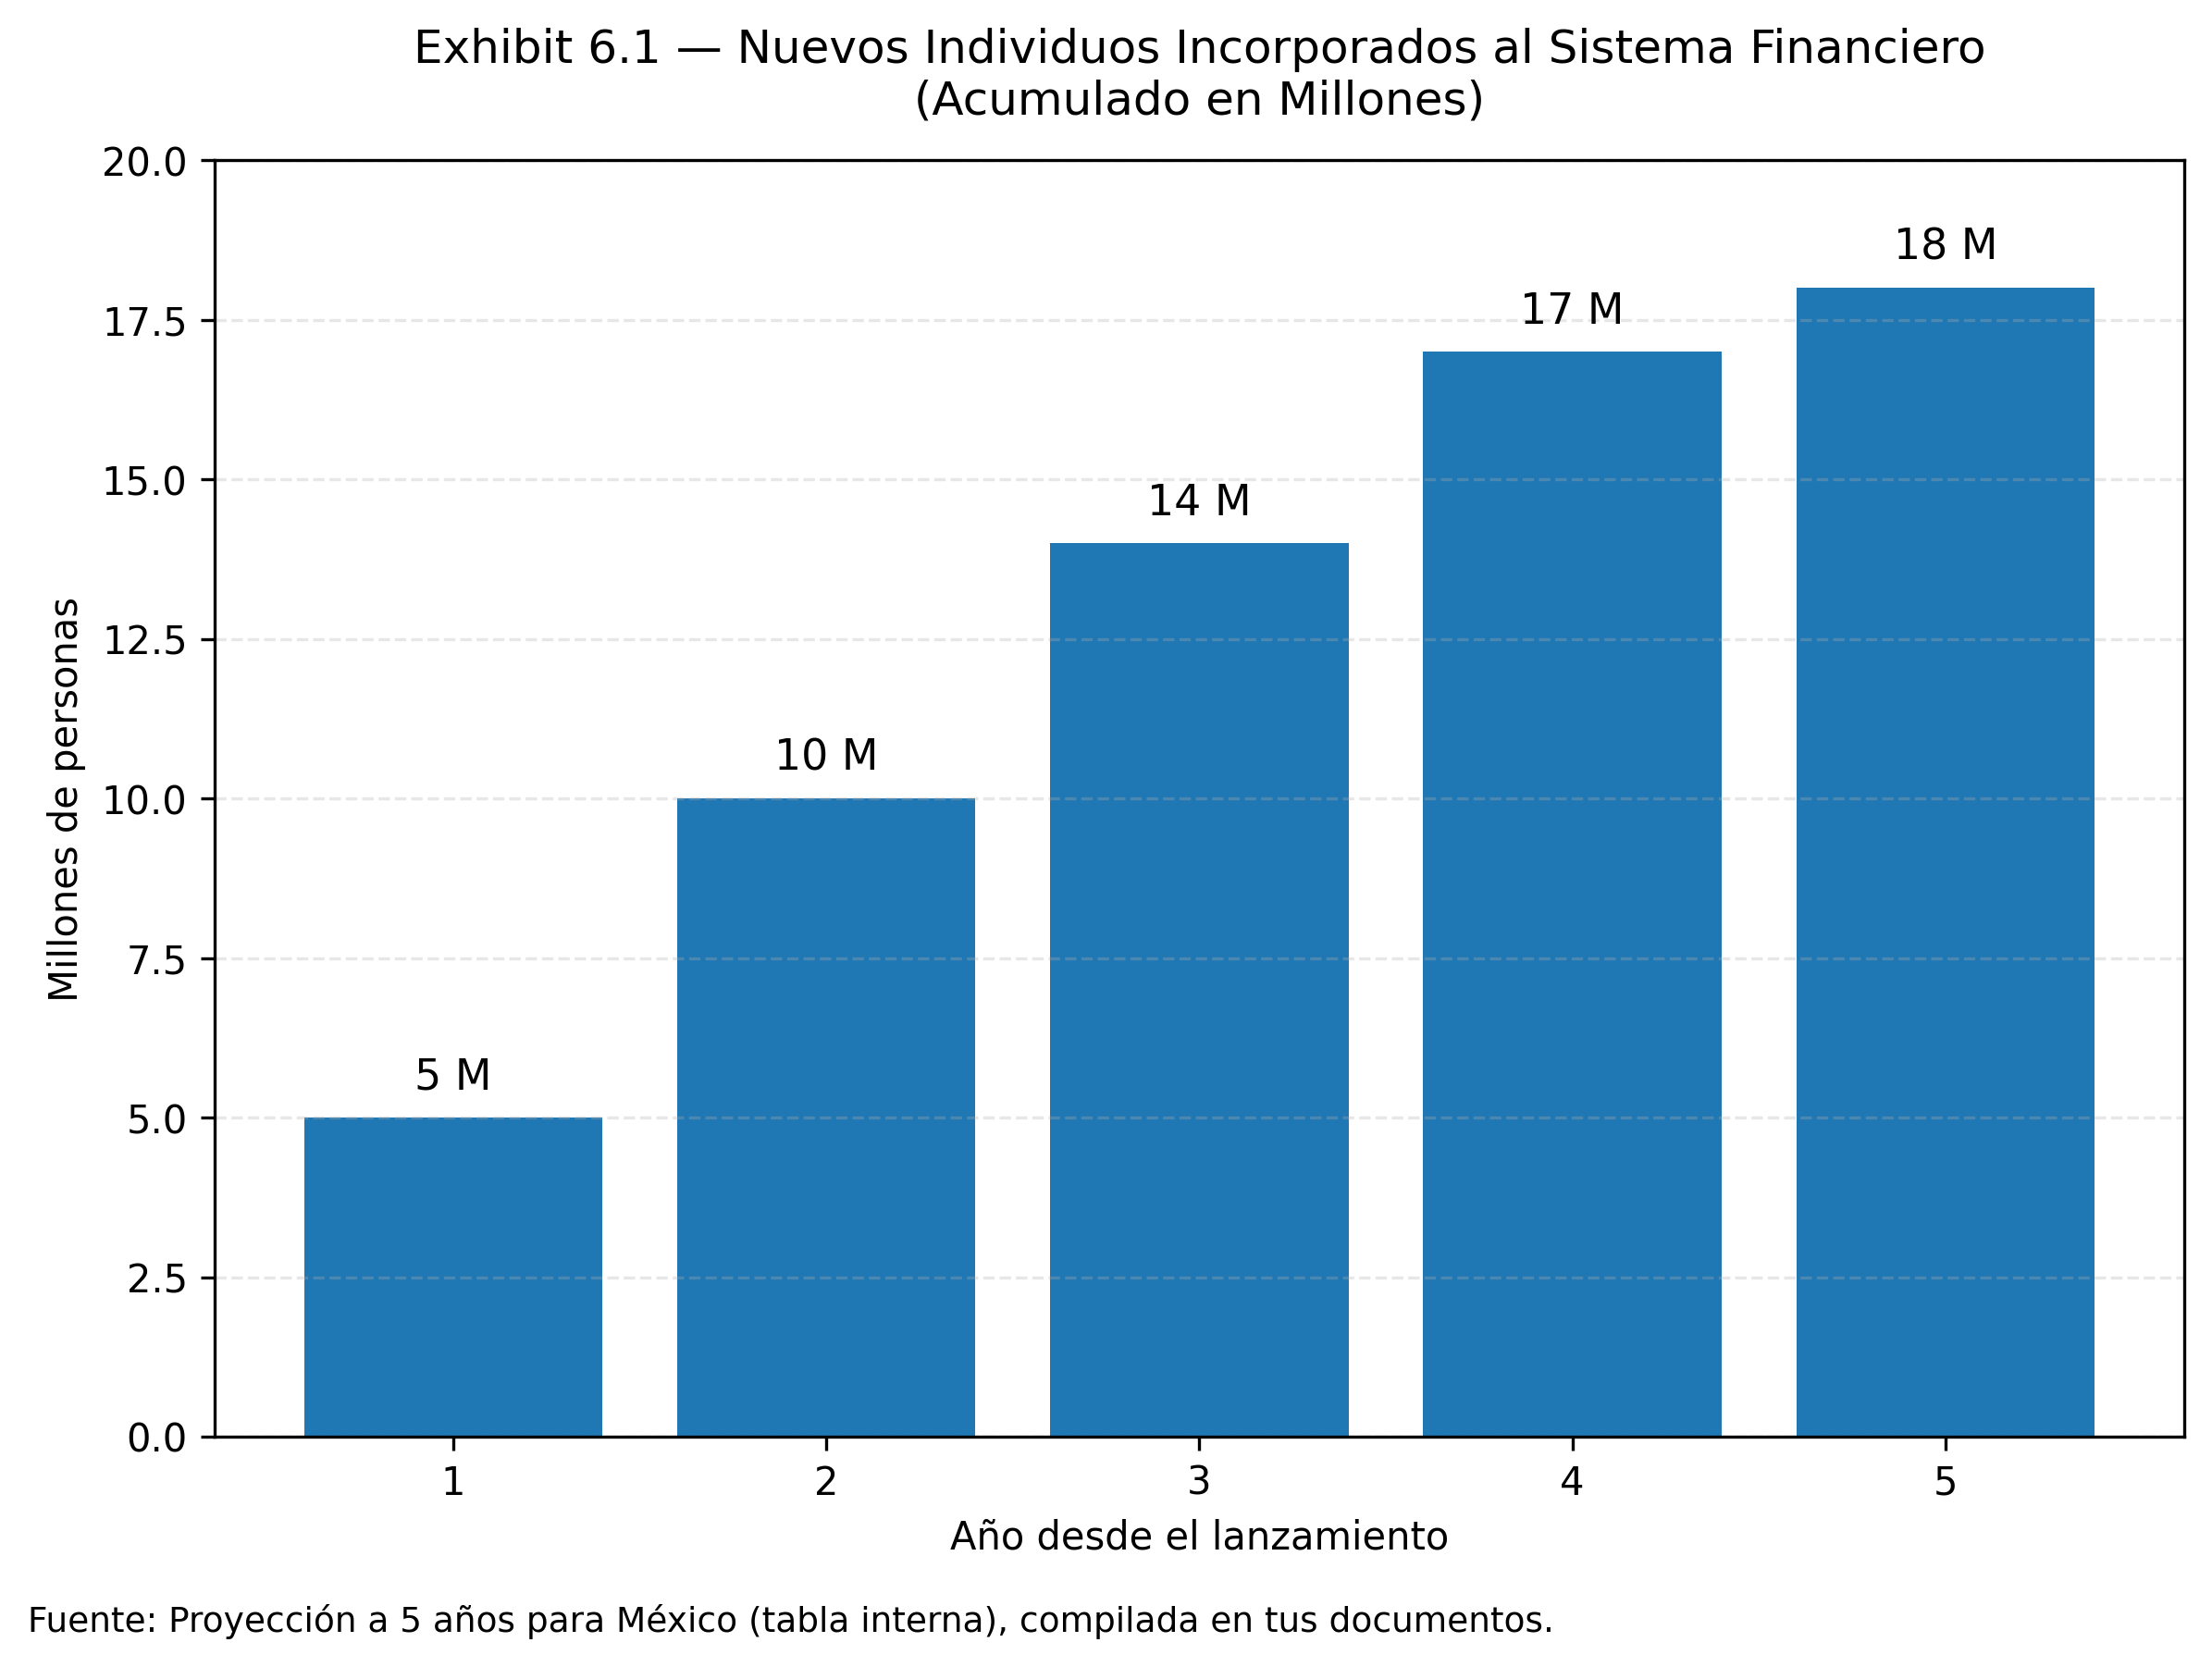 Exhibit 6.1 — Nuevos Individuos Incorporados al Sistema Financiero
(Acumulado en Millones)
20.0
17.5
15.0
12.5
10.0
7.5
5.0
2.5
0.0
Millones de personas
5 M
10 M
14 M
17 M
18 M
1 2 3 4 5
Año desde el lanzamiento
Fuente: Proyección a 5 años para México (tabla interna), compilada en tus documentos.